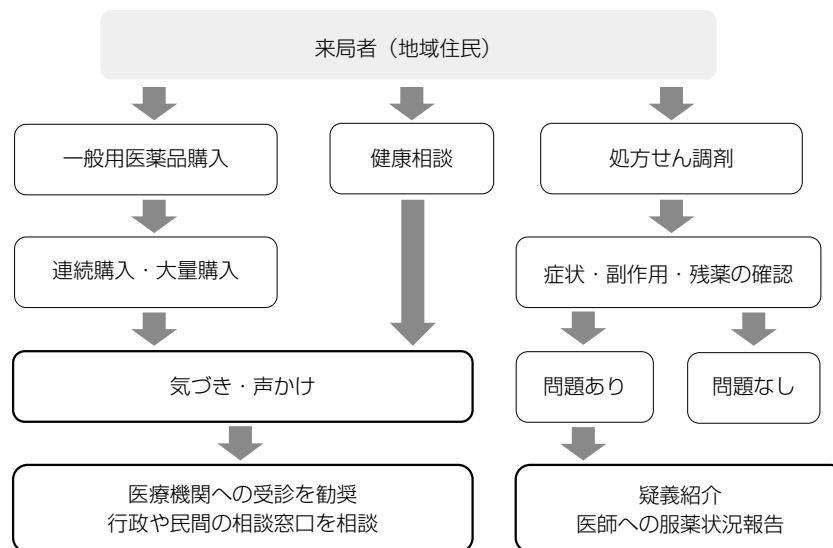 来局者（地域住民）
一般用医薬品購入
健康相談
処方せん調剤
連続購入・大量購入
症状・副作用・残薬の確認
気づき・声かけ
問題あり
問題なし
医療機関への受診を勧奨
行政や民間の相談窓口を相談
疑義紹介
医師への服薬状況報告